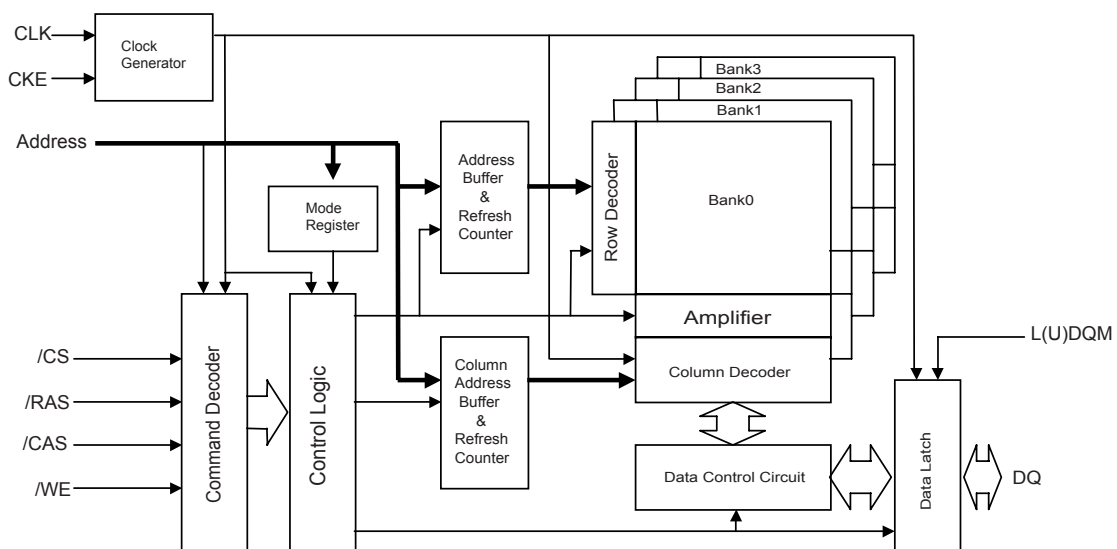 CLK
CKE
Clock
Generator
Address
Mode
Register
Address
Buffer
&
Refresh
Counter
Row Decoder
Bank3
Bank2
Bank1
Bank0
Amplifier
Column Decoder
/CS
/RAS
/CAS
/WE
Command Decoder
Control Logic
Column
Address
Buffer
&
Refresh
Counter
Data Control Circuit
Data Latch
L(U)DQM
DQ